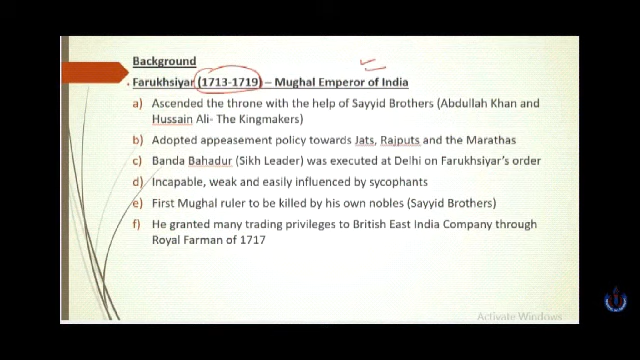 Background
Farukhsiyar (1713-1719) – Mughal Emperor of India
a) Ascended the throne with the help of Sayyid Brothers (Abdullah Khan and
Hussain Ali- The Kingmakers)
b) Adopted appeasement policy towards Jats, Rajputs and the Marathas
c) Banda Bahadur (Sikh Leader) was executed at Delhi on Farukhsiyar's order
d) Incapable, weak and easily influenced by sycophants
e) First Mughal ruler to be killed by his own nobles (Sayyid Brothers)
f) He granted many trading privileges to British East India Company through
Royal Farman of 1717
Activate Windows